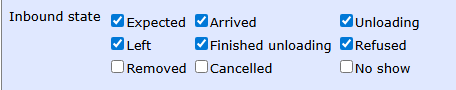 Inbound state Expected Arrived Unloading
Left Finished unloading Refused
Removed Cancelled No show